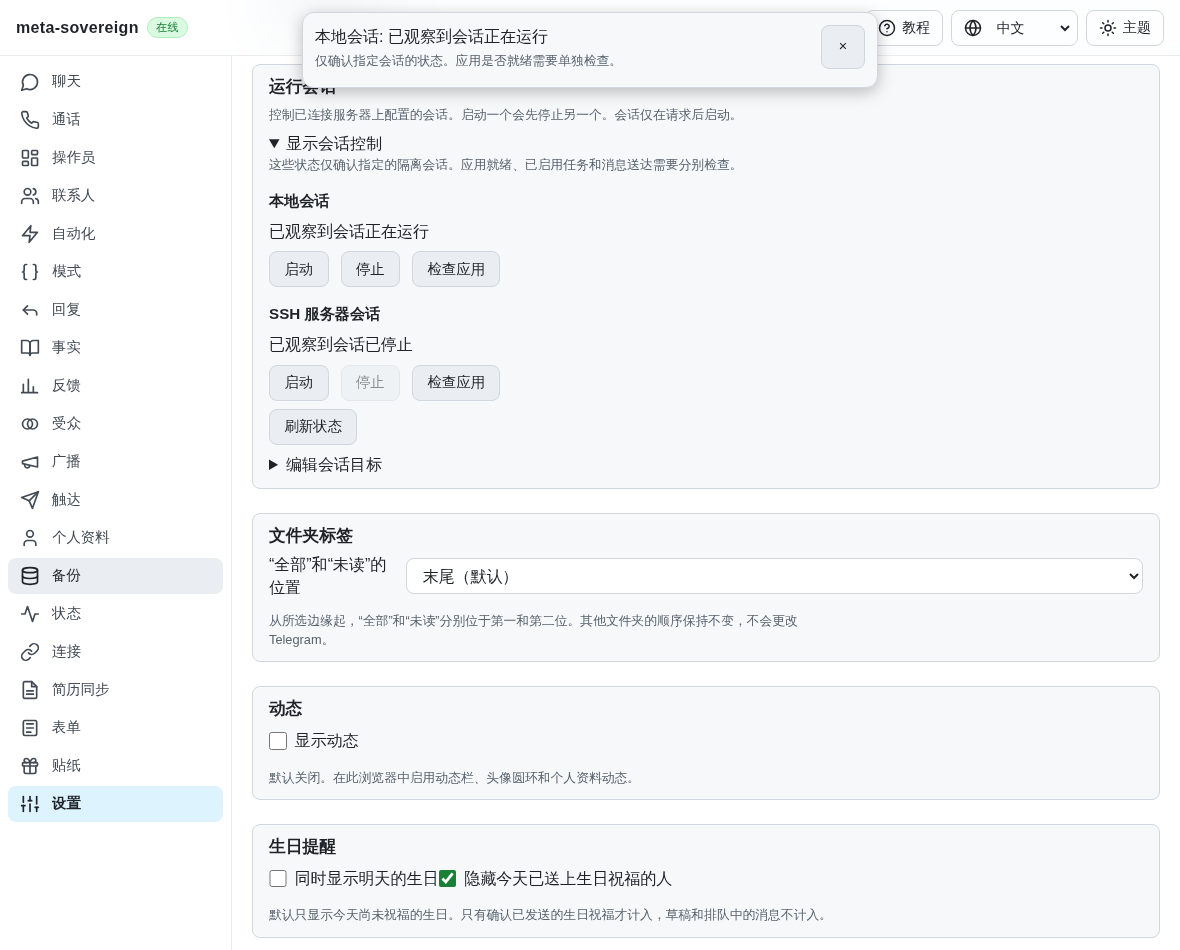 meta-sovereign 在线
本地会话: 已观察到会话正在运行
仅确认指定会话的状态。应用是否就绪需要单独检查。
×
教程
中文
主题
聊天
通话
操作员
联系人
自动化
模式
回复
事实
反馈
受众
广播
触达
个人资料
备份
状态
连接
简历同步
表单
贴纸
设置
运行会话
控制已连接服务器上配置的会话。启动一个会先停止另一个。会话仅在请求后启动。
显示会话控制
这些状态仅确认指定的隔离会话。应用就绪、已启用任务和消息送达需要分别检查。
本地会话
已观察到会话正在运行
启动 停止 检查应用
SSH 服务器会话
已观察到会话已停止
启动 停止 检查应用
刷新状态
编辑会话目标
文件夹标签
“全部”和“未读”的
位置
末尾（默认）
从所选边缘起，“全部”和“未读”分别位于第一和第二位。其他文件夹的顺序保持不变，不会更改
Telegram。
动态
显示动态
默认关闭。在此浏览器中启用动态栏、头像圆环和个人资料动态。
生日提醒
同时显示明天的生日 隐藏今天已送上生日祝福的人
默认只显示今天尚未祝福的生日。只有确认已发送的生日祝福才计入，草稿和排队中的消息不计入。